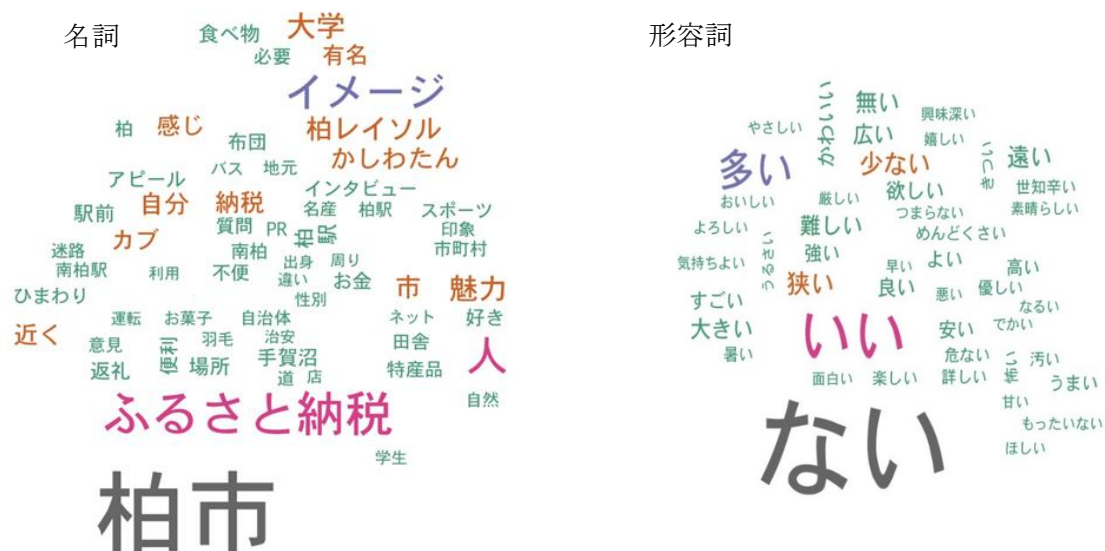 名詞
食べ物 大学
必要 有名
イメージ
柏 感じ 布団 柏レイソル
かしわたん
バス 地元
アピール インタビュー
駅前 自分 納税 名産 柏駅 スポーツ
カブ 質問 PR 柏駅 印象
迷路 南柏 市町村
南柏駅 利用 不便 出身 周り
違い お金 市 魅力
ひまわり 性別
近く 運転 お菓子 自治体 ネット 好き
意見 便利 羽毛 治安 田舎
返礼 場所 手賀沼 特産品 人
道 店
ふるさと納税 自然
学生
柏市
形容詞
かわいい 無い 興味深い
やさしい 広い 嬉しい
多い 少ない きつい 遠い
おいしい 厳しい 欲しい 世知辛い
つまらない 素晴らしい
よろしい 難しい めんどくさい
気持ちよい うるさい 強い 早い よい 高い
すごい 狭い 良い 悪い 優しい
なるい
大きい いい 安い でかい
暑い 危ない 怖い 汚い
面白い 楽しい 詳しい うまい
甘い
ない もったいない
ほしい